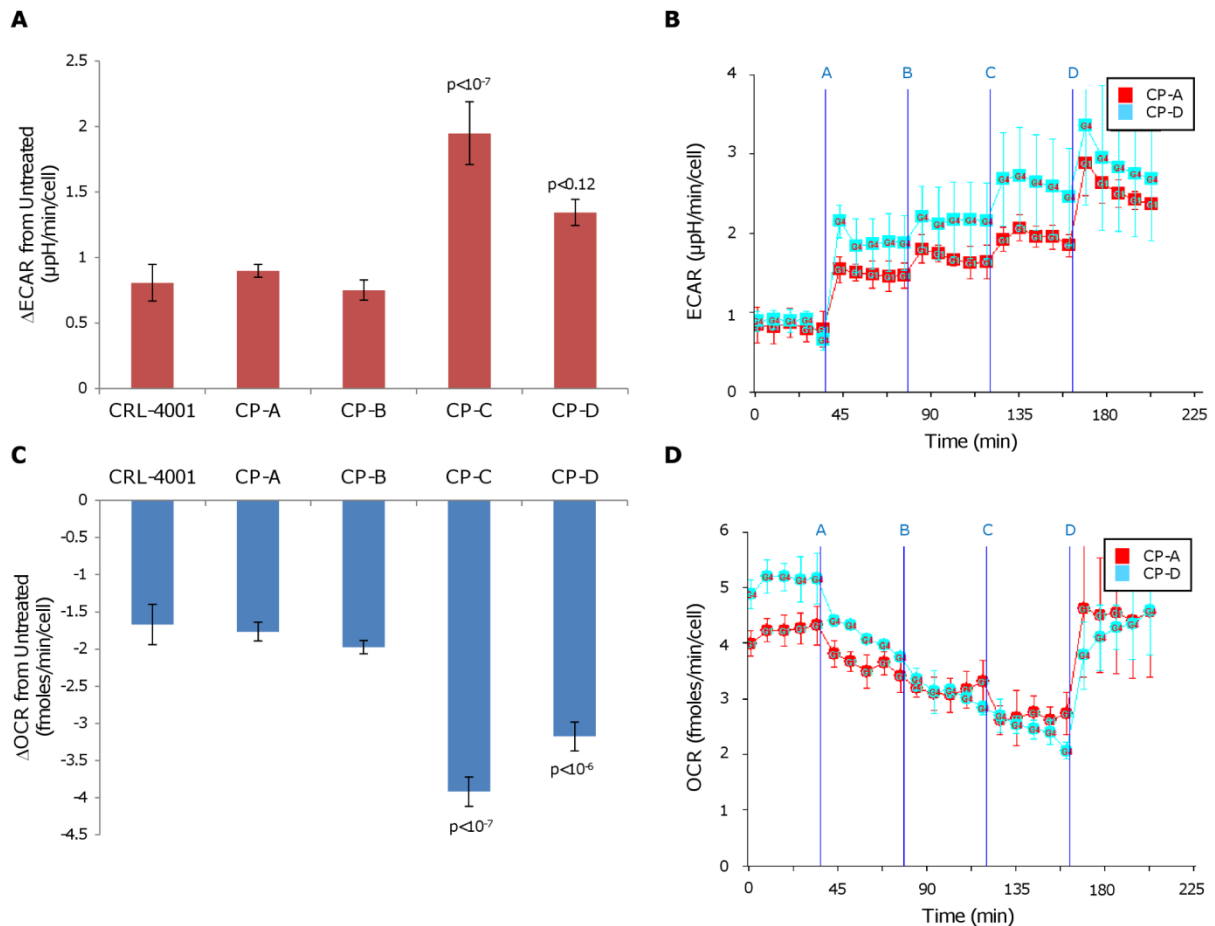 A
ΔECAR from Untreated
(µpH/min/cell)
2.5
2
1.5
1
0.5
0
p<10-7
p<0.12
CRL-4001 CP-A CP-B CP-C CP-D
B
ECAR (µpH/min/cell)
A B C D
CP-A
CP-D
4
3
2
1
0
0 45 90 135 180 225
Time (min)
C
CRL-4001 CP-A CP-B CP-C CP-D
ΔOCR from Untreated
(fmoles/min/cell)
0
-0.5
-1
-1.5
-2
-2.5
-3
-3.5
-4
-4.5
p<10-7
p<10-6
D
OCR (fmoles/min/cell)
A B C D
CP-A
CP-D
6
5
4
3
2
1
0
0 45 90 135 180 225
Time (min)